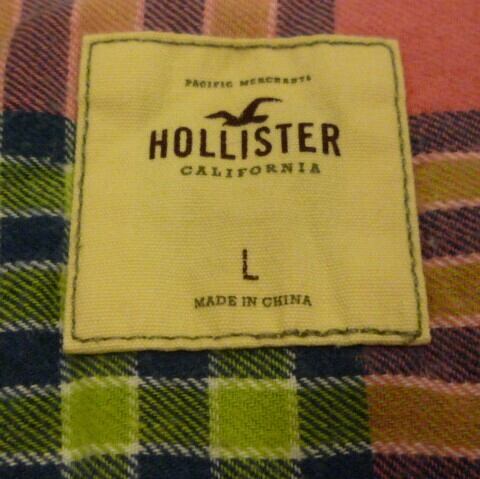 PACIFIC MERCHANTS
HOLLISTER
CALIFORNIA
L
MADE IN CHINA